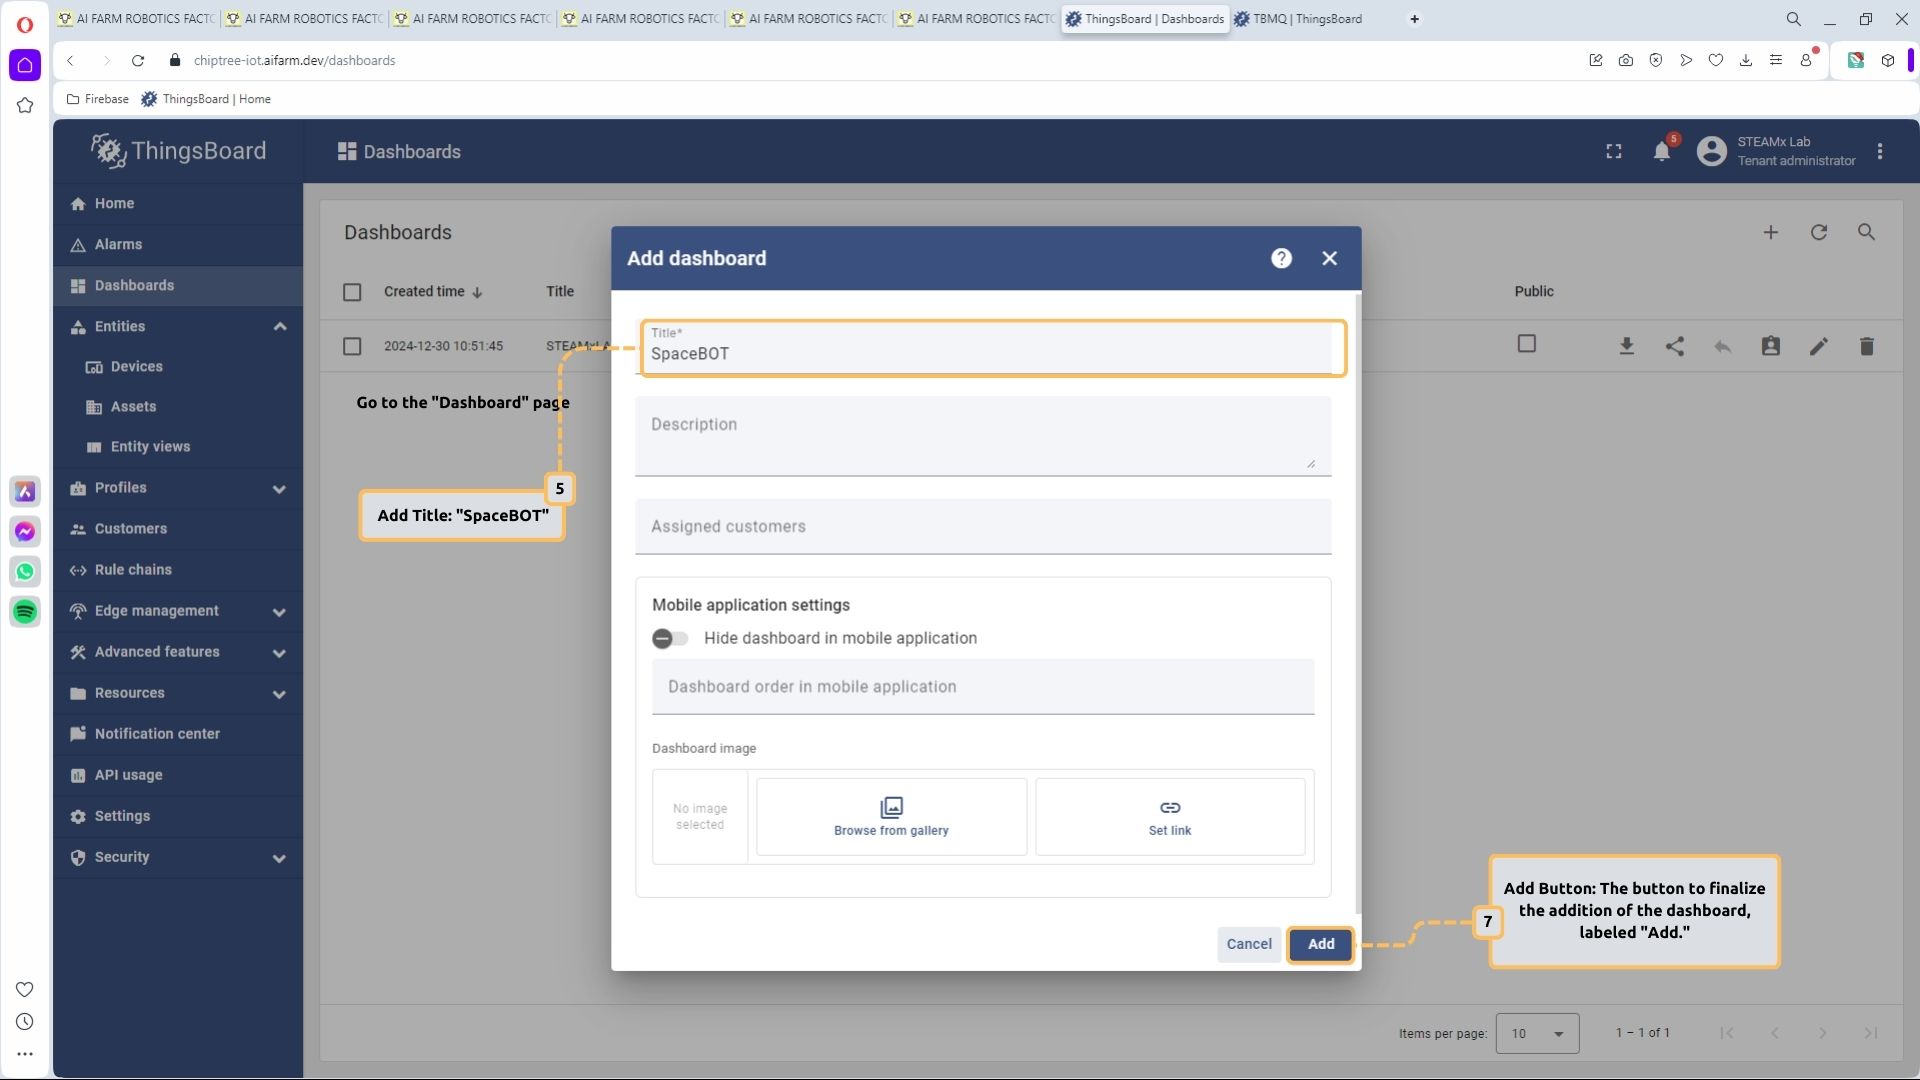 AI FARM ROBOTICS FACTO
AI FARM ROBOTICS FACTO
AI FARM ROBOTICS FACTO
AI FARM ROBOTICS FACTO
AI FARM ROBOTICS FACTO
AI FARM ROBOTICS FACTO
ThingsBoard | Dashboards
TBMQ | ThingsBoard
chiptree-iot.aifarm.dev/dashboards
Firebase
ThingsBoard | Home
ThingsBoard
Dashboards
5
STEAMx Lab
Tenant administrator
Home
Alarms
Dashboards
Entities
Devices
Assets
Entity views
Profiles
Customers
Rule chains
Edge management
Advanced features
Resources
Notification center
API usage
Settings
Security
Dashboards
Created time
Title
Public
2024-12-30 10:51:45
STEAMxLA
Go to the "Dashboard" page
5
Add Title: "SpaceBOT"
Add dashboard
?
Title*
SpaceBOT
Description
Assigned customers
Mobile application settings
Hide dashboard in mobile application
Dashboard order in mobile application
Dashboard image
No image
selected
Browse from gallery
Set link
Cancel
Add
7
Add Button: The button to finalize
the addition of the dashboard,
labeled "Add."
Items per page:
10
1 – 1 of 1